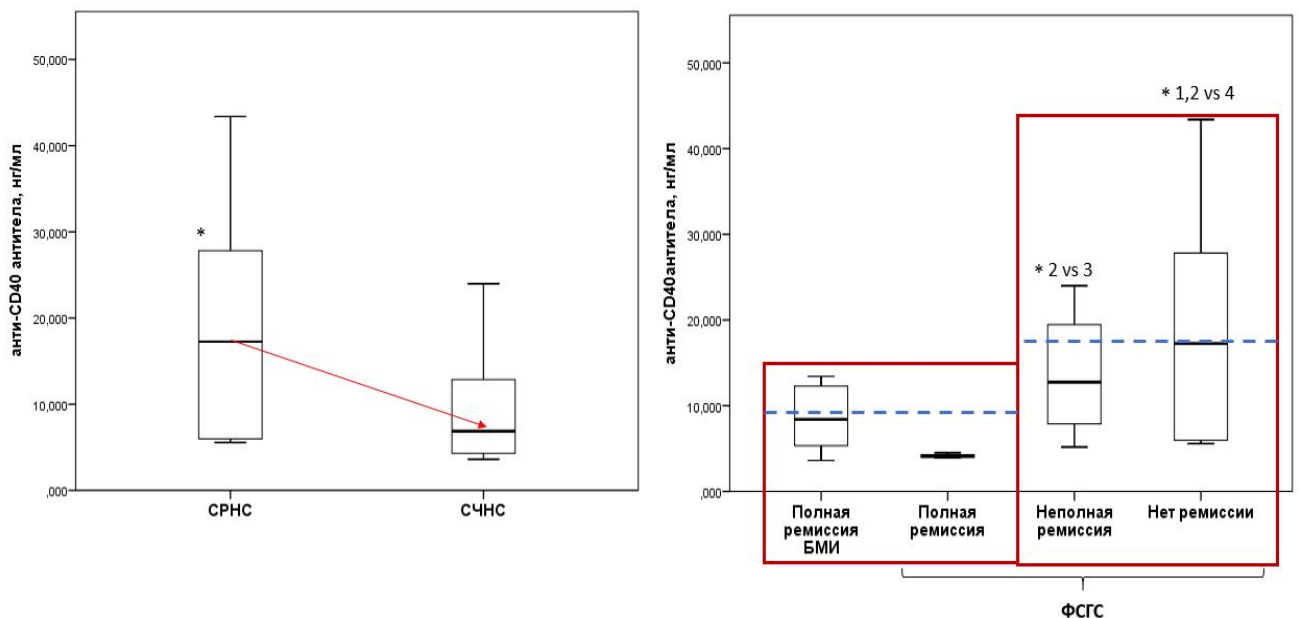 анти-CD40 антитела, нг/мл
50,000
40,000
30,000
20,000
10,000
,000
*
СРНС
СЧНС
анти-CD40антитела, нг/мл
50,000
40,000
30,000
20,000
10,000
,000
* 1,2 vs 4
* 2 vs 3
Полная
ремиссия
БМИ
Полная
ремиссия
Неполная
ремиссия
Нет ремиссии
ФСГС